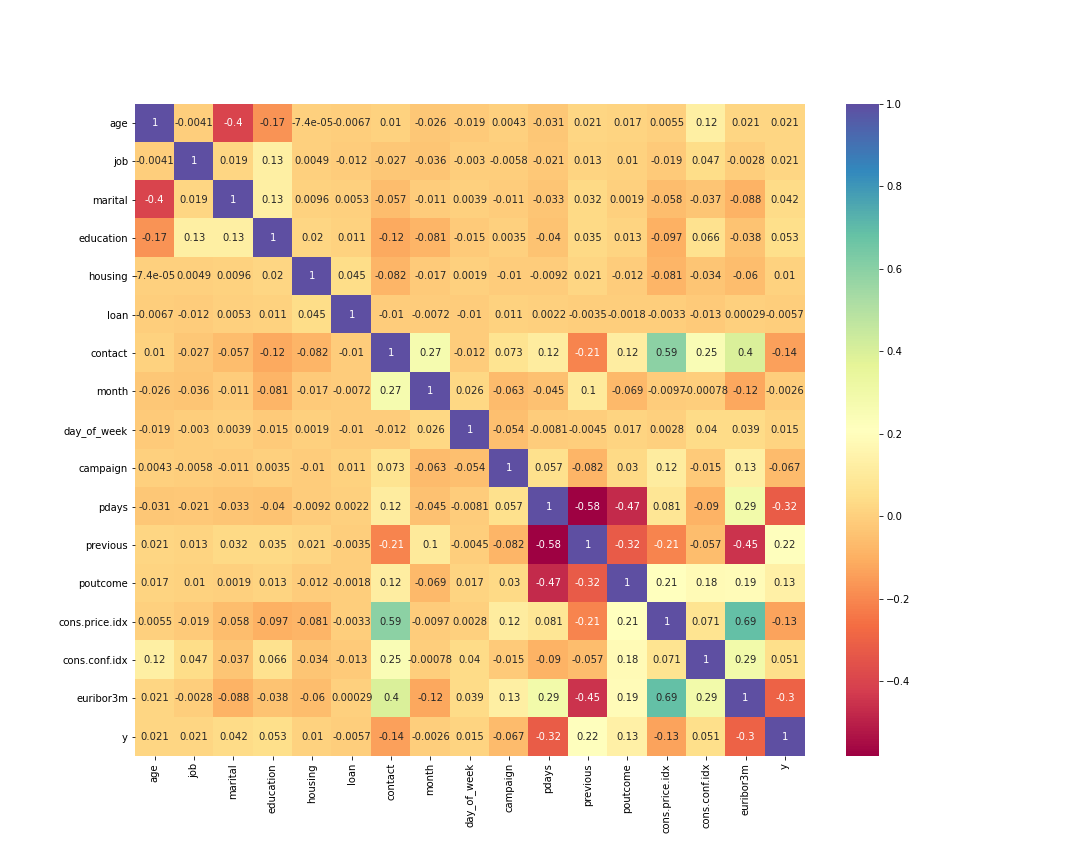 age 1 -0.0041 -0.4 -0.17 -7.4e-05 -0.0067 0.01 -0.026 -0.019 0.0043 -0.031 0.021 0.017 0.0055 0.12 0.021 0.021
job -0.0041 1 0.019 0.13 0.0049 -0.012 -0.027 -0.036 -0.003 -0.0058 -0.021 0.013 0.01 -0.019 0.047 -0.0028 0.021
marital -0.4 0.019 1 0.13 0.0096 0.0053 -0.057 -0.011 0.0039 -0.011 -0.033 0.032 0.0019 -0.058 -0.037 -0.088 0.042
education -0.17 0.13 0.13 1 0.02 0.011 -0.12 -0.081 -0.015 0.0035 -0.04 0.035 0.013 -0.097 0.066 -0.038 0.053
housing -7.4e-05 0.0049 0.0096 0.02 1 0.045 -0.082 -0.017 0.0019 -0.01 -0.0092 0.021 -0.012 -0.081 -0.034 -0.06 0.01
loan -0.0067 -0.012 0.0053 0.011 0.045 1 -0.01 -0.0072 -0.01 0.011 0.0022 -0.0035 -0.0018 -0.0033 -0.013 0.00029 -0.0057
contact 0.01 -0.027 -0.057 -0.12 -0.082 -0.01 1 0.27 -0.012 0.073 0.12 -0.21 0.12 0.59 0.25 0.4 -0.14
month -0.026 -0.036 -0.011 -0.081 -0.017 -0.0072 0.27 1 0.026 -0.063 -0.045 0.1 -0.069 -0.0097 -0.00078 -0.12 -0.0026
day_of_week -0.019 -0.003 0.0039 -0.015 0.0019 -0.01 -0.012 0.026 1 -0.054 -0.0081 -0.0045 0.017 0.0028 0.04 0.039 0.015
campaign 0.0043 -0.0058 -0.011 0.0035 -0.01 0.011 0.073 -0.063 -0.054 1 0.057 -0.082 0.03 0.12 -0.015 0.13 -0.067
pdays -0.031 -0.021 -0.033 -0.04 -0.0092 0.0022 0.12 -0.045 -0.0081 0.057 1 -0.58 -0.47 0.081 -0.09 0.29 -0.32
previous 0.021 0.013 0.032 0.035 0.021 -0.0035 -0.21 0.1 -0.0045 -0.082 -0.58 1 -0.32 -0.21 -0.057 -0.45 0.22
poutcome 0.017 0.01 0.0019 0.013 -0.012 -0.0018 0.12 -0.069 0.017 0.03 -0.47 -0.32 1 0.21 0.18 0.19 0.13
cons.price.idx 0.0055 -0.019 -0.058 -0.097 -0.081 -0.0033 0.59 -0.0097 0.0028 0.12 0.081 -0.21 0.21 1 0.071 0.69 -0.13
cons.conf.idx 0.12 0.047 -0.037 0.066 -0.034 -0.013 0.25 -0.00078 0.04 -0.015 -0.09 -0.057 0.18 0.071 1 0.29 0.051
euribor3m 0.021 -0.0028 -0.088 -0.038 -0.06 0.00029 0.4 -0.12 0.039 0.13 0.29 -0.45 0.19 0.69 0.29 1 -0.3
y 0.021 0.021 0.042 0.053 0.01 -0.0057 -0.14 -0.0026 0.015 -0.067 -0.32 0.22 0.13 -0.13 0.051 -0.3 1
age job marital education housing loan contact month day_of_week campaign pdays previous poutcome cons.price.idx cons.conf.idx euribor3m y
1.0
0.8
0.6
0.4
0.2
0.0
−0.2
−0.4